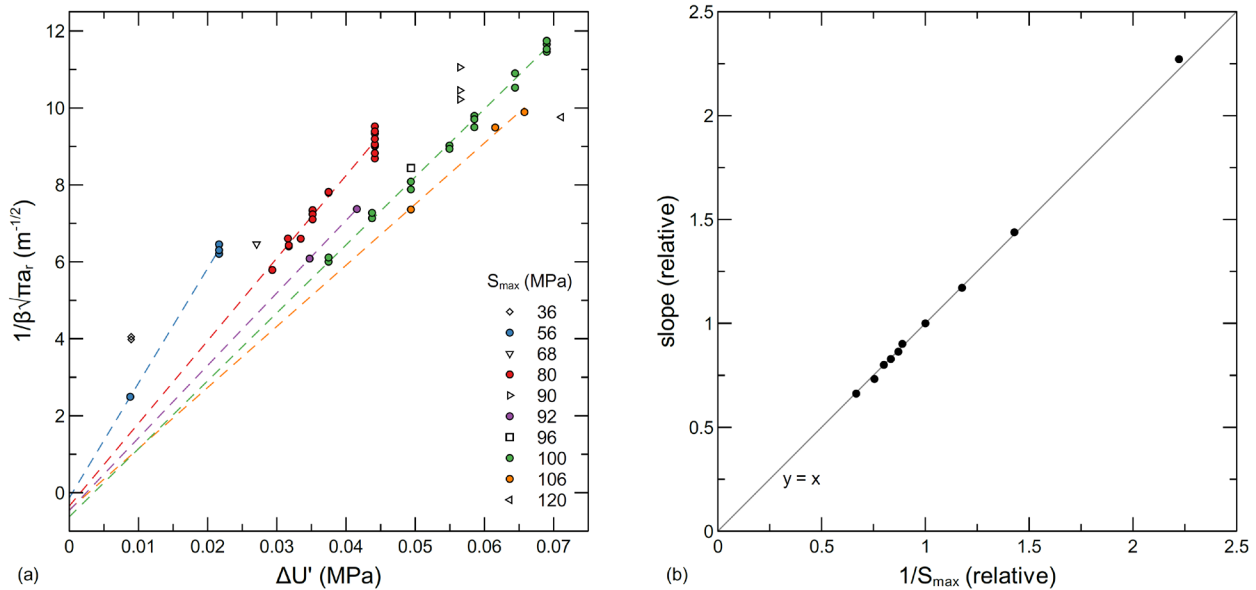 12
10
8
6
4
2
0
1/β√πaᵣ (m⁻¹/²)
Sₘₐₓ (MPa)
36
56
68
80
90
92
96
100
106
120
0 0.01 0.02 0.03 0.04 0.05 0.06 0.07
(a) ΔU' (MPa)
2.5
2
1.5
1
0.5
0
slope (relative)
y = x
0 0.5 1 1.5 2 2.5
(b) 1/Sₘₐₓ (relative)